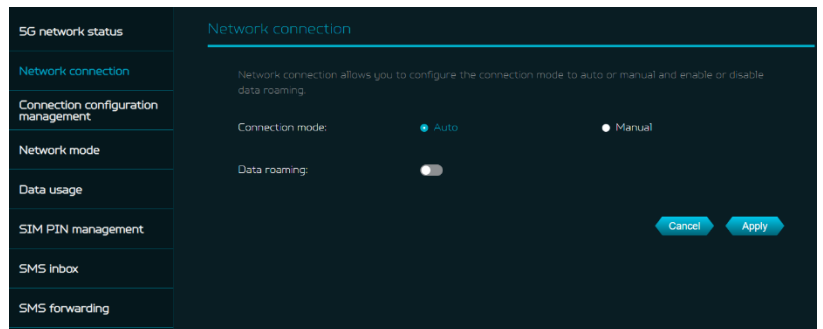 5G network status
Network connection
Connection configuration
management
Network mode
Data usage
SIM PIN management
SMS inbox
SMS forwarding
Network connection
Network connection allows you to configure the connection mode to auto or manual and enable or disable
data roaming.
Connection mode:
Auto
Manual
Data roaming:
Cancel
Apply